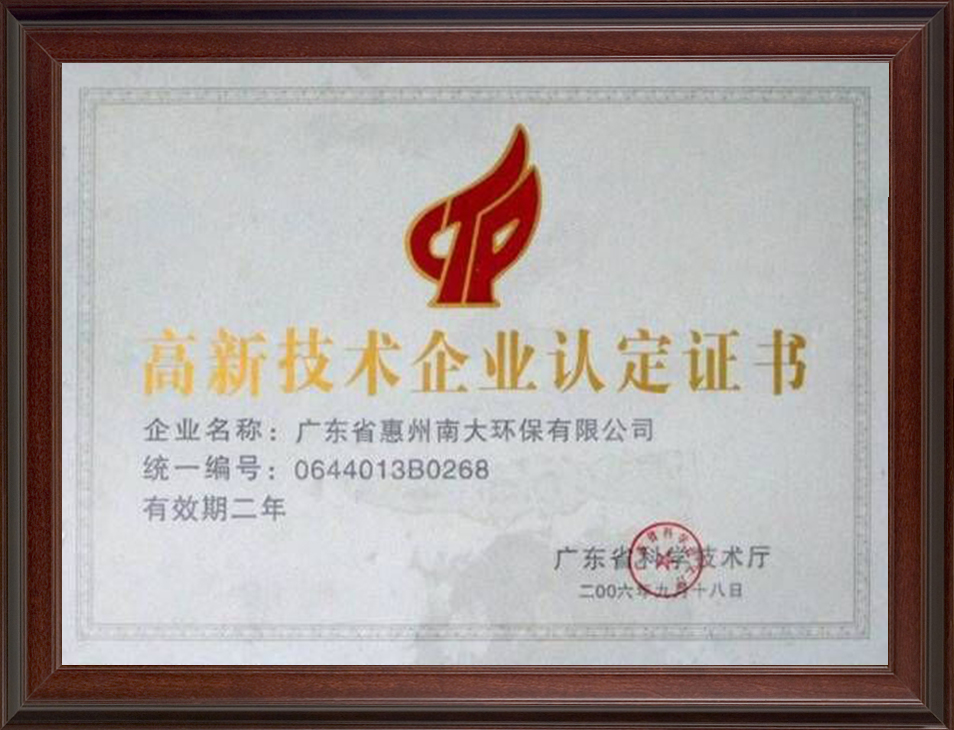 高新技术企业认定证书
企业名称：广东省惠州南大环保有限公司
统一编号：0644013B0268
有效期二年
广东省科学技术厅
二00六年九月十八日